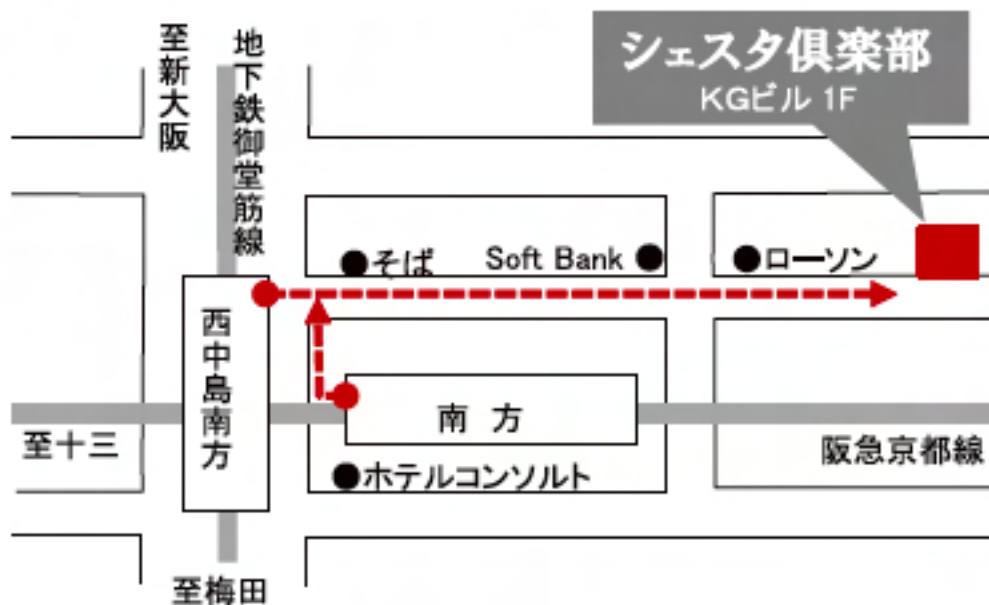 至新大阪
地下鉄御堂筋線
シェスタ倶楽部
KGビル 1F
そば
Soft Bank
ローソン
西中島南方
南方
至十三
阪急京都線
ホテルコンソルト
至梅田